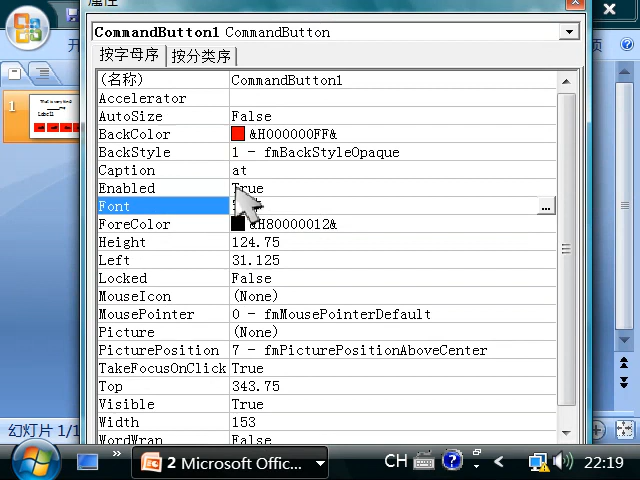 属性
CommandButton1 CommandButton
按字母序 按分类序
(名称) CommandButton1
Accelerator
AutoSize False
BackColor &H000000FF&
BackStyle 1 - fmBackStyleOpaque
Caption at
Enabled True
Font ...
ForeColor &H80000012&
Height 124.75
Left 31.125
Locked False
MouseIcon (None)
MousePointer 0 - fmMousePointerDefault
Picture (None)
PicturePosition 7 - fmPicturePositionAboveCenter
TakeFocusOnClick True
Top 343.75
Visible True
Width 153
WordWrap False
1
幻灯片 1/1
2 Microsoft Offic...
CH
22:19